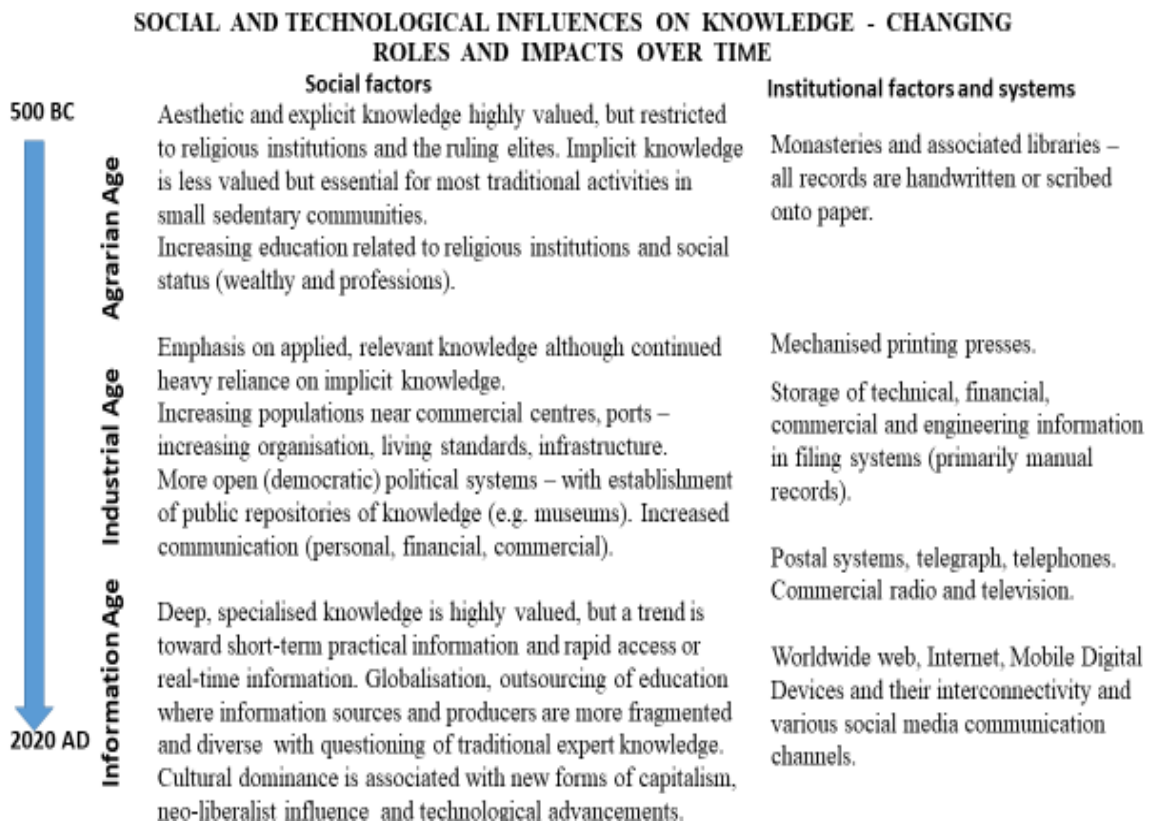 SOCIAL AND TECHNOLOGICAL INFLUENCES ON KNOWLEDGE - CHANGING
ROLES AND IMPACTS OVER TIME
Social factors
Institutional factors and systems
500 BC
Agrarian Age
Aesthetic and explicit knowledge highly valued, but restricted
to religious institutions and the ruling elites. Implicit knowledge
is less valued but essential for most traditional activities in
small sedentary communities.
Increasing education related to religious institutions and social
status (wealthy and professions).
Monasteries and associated libraries –
all records are handwritten or scribed
onto paper.
Industrial Age
Emphasis on applied, relevant knowledge although continued
heavy reliance on implicit knowledge.
Increasing populations near commercial centres, ports –
increasing organisation, living standards, infrastructure.
More open (democratic) political systems – with establishment
of public repositories of knowledge (e.g. museums). Increased
communication (personal, financial, commercial).
Mechanised printing presses.
Storage of technical, financial,
commercial and engineering information
in filing systems (primarily manual
records).
Postal systems, telegraph, telephones.
Commercial radio and television.
Information Age
Deep, specialised knowledge is highly valued, but a trend is
toward short-term practical information and rapid access or
real-time information. Globalisation, outsourcing of education
where information sources and producers are more fragmented
and diverse with questioning of traditional expert knowledge.
Cultural dominance is associated with new forms of capitalism,
neo-liberalist influence and technological advancements.
Worldwide web, Internet, Mobile Digital
Devices and their interconnectivity and
various social media communication
channels.
2020 AD